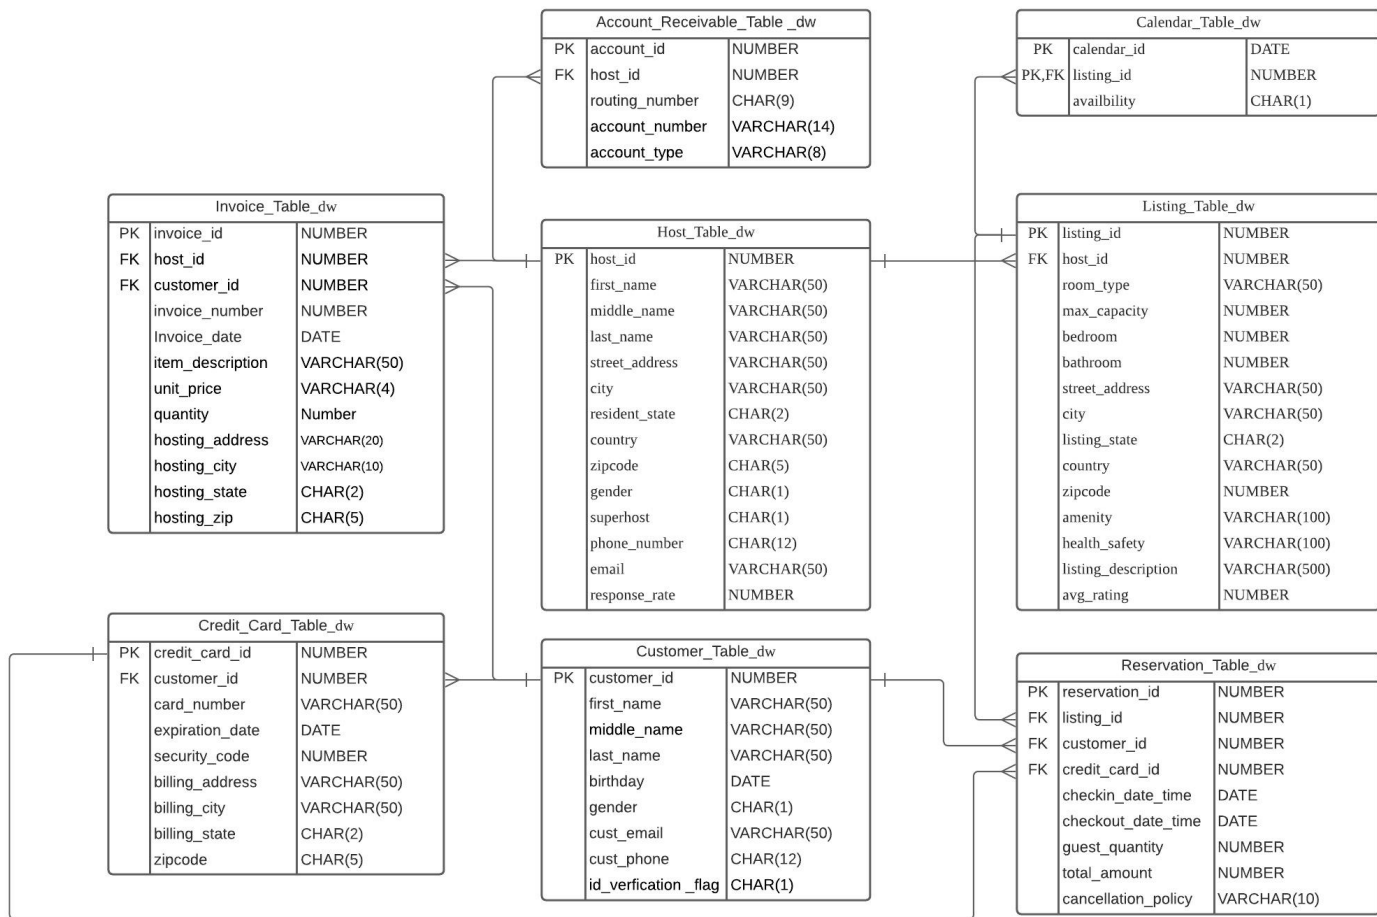 Account_Receivable_Table _dw
PK account_id NUMBER
FK host_id NUMBER
routing_number CHAR(9)
account_number VARCHAR(14)
account_type VARCHAR(8)
Calendar_Table_dw
PK calendar_id DATE
PK,FK listing_id NUMBER
availbility CHAR(1)
Invoice_Table_dw
PK invoice_id NUMBER
FK host_id NUMBER
FK customer_id NUMBER
invoice_number NUMBER
Invoice_date DATE
item_description VARCHAR(50)
unit_price VARCHAR(4)
quantity Number
hosting_address VARCHAR(20)
hosting_city VARCHAR(10)
hosting_state CHAR(2)
hosting_zip CHAR(5)
Host_Table_dw
PK host_id NUMBER
first_name VARCHAR(50)
middle_name VARCHAR(50)
last_name VARCHAR(50)
street_address VARCHAR(50)
city VARCHAR(50)
resident_state CHAR(2)
country VARCHAR(50)
zipcode CHAR(5)
gender CHAR(1)
superhost CHAR(1)
phone_number CHAR(12)
email VARCHAR(50)
response_rate NUMBER
Listing_Table_dw
PK listing_id NUMBER
FK host_id NUMBER
room_type VARCHAR(50)
max_capacity NUMBER
bedroom NUMBER
bathroom NUMBER
street_address VARCHAR(50)
city VARCHAR(50)
listing_state CHAR(2)
country VARCHAR(50)
zipcode NUMBER
amenity VARCHAR(100)
health_safety VARCHAR(100)
listing_description VARCHAR(500)
avg_rating NUMBER
Credit_Card_Table_dw
PK credit_card_id NUMBER
FK customer_id NUMBER
card_number VARCHAR(50)
expiration_date DATE
security_code NUMBER
billing_address VARCHAR(50)
billing_city VARCHAR(50)
billing_state CHAR(2)
zipcode CHAR(5)
Customer_Table_dw
PK customer_id NUMBER
first_name VARCHAR(50)
middle_name VARCHAR(50)
last_name VARCHAR(50)
birthday DATE
gender CHAR(1)
cust_email VARCHAR(50)
cust_phone CHAR(12)
id_verfication _flag CHAR(1)
Reservation_Table_dw
PK reservation_id NUMBER
FK listing_id NUMBER
FK customer_id NUMBER
FK credit_card_id NUMBER
checkin_date_time DATE
checkout_date_time DATE
guest_quantity NUMBER
total_amount NUMBER
cancellation_policy VARCHAR(10)